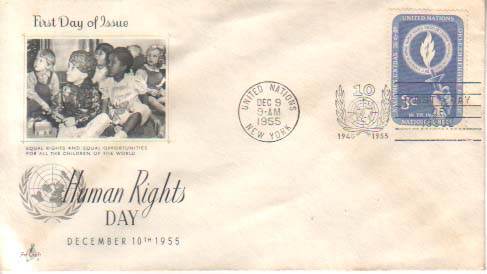 First Day of Issue
EQUAL RIGHTS AND EQUAL OPPORTUNITIES
FOR ALL THE CHILDREN OF THE WORLD
Human Rights
DAY
DECEMBER 10TH 1955
UNITED NATIONS
DEC 9
9-AM
1955
NEW YORK
10
1945 1955
UNITED NATIONS
3c